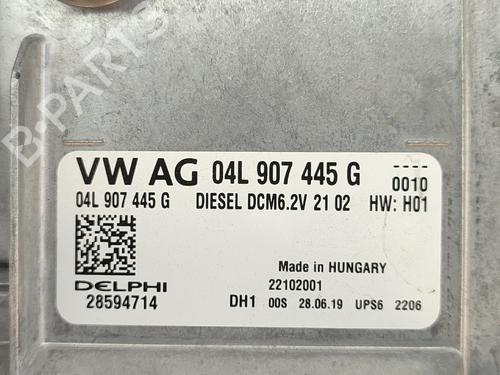 B-PARTS
VW AG 04L 907 445 G
----
0010
04L 907 445 G DIESEL DCM6.2V 21 02 HW: H01
Made in HUNGARY
DELPHI 22102001
28594714 DH1 00S 28.06.19 UPS6 2206